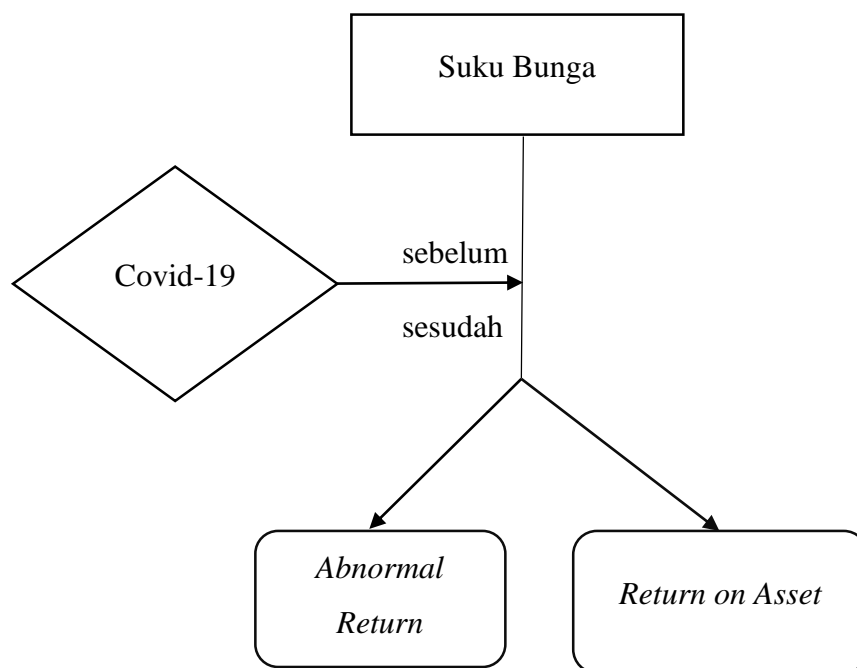 Suku Bunga
Covid-19
sebelum
sesudah
Abnormal
Return
Return on Asset